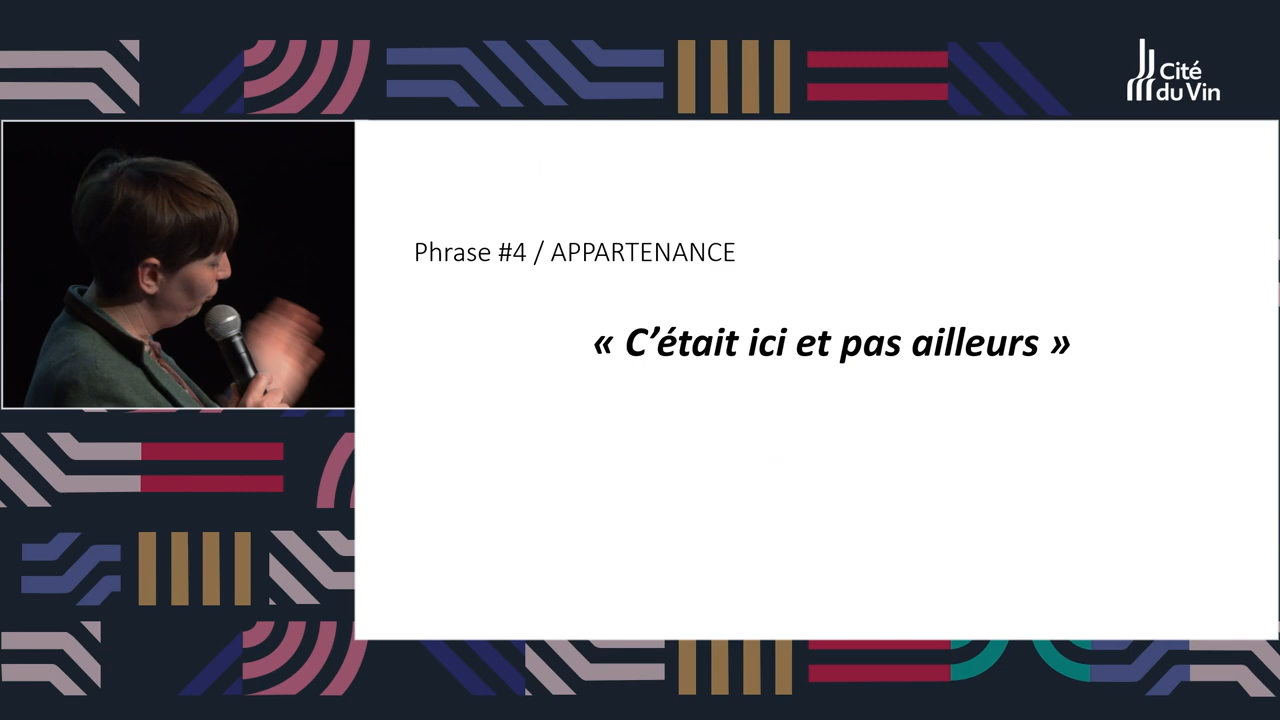 Cité
du Vin
Phrase #4 / APPARTENANCE
« C’était ici et pas ailleurs »